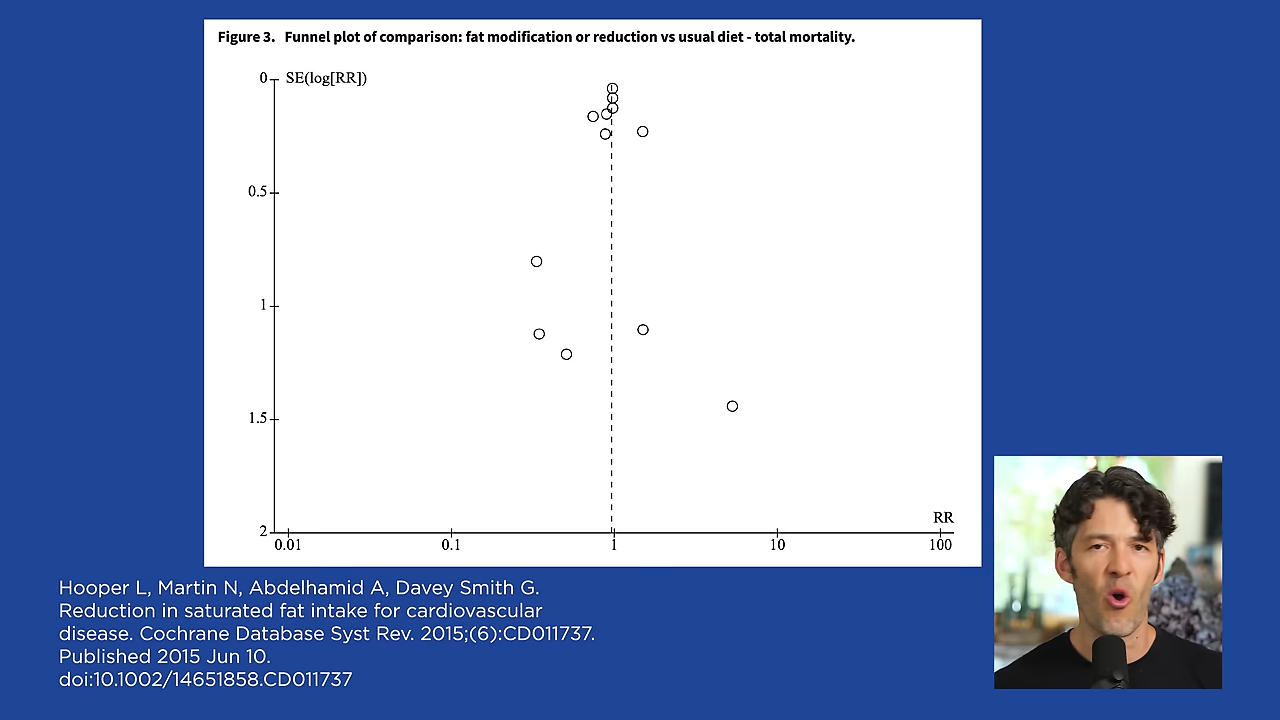 Figure 3. Funnel plot of comparison: fat modification or reduction vs usual diet - total mortality.
0
SE(log[RR])
0.5
1
1.5
2
RR
0.01
0.1
1
10
100
Hooper L, Martin N, Abdelhamid A, Davey Smith G.
Reduction in saturated fat intake for cardiovascular
disease. Cochrane Database Syst Rev. 2015;(6):CD011737.
Published 2015 Jun 10.
doi:10.1002/14651858.CD011737